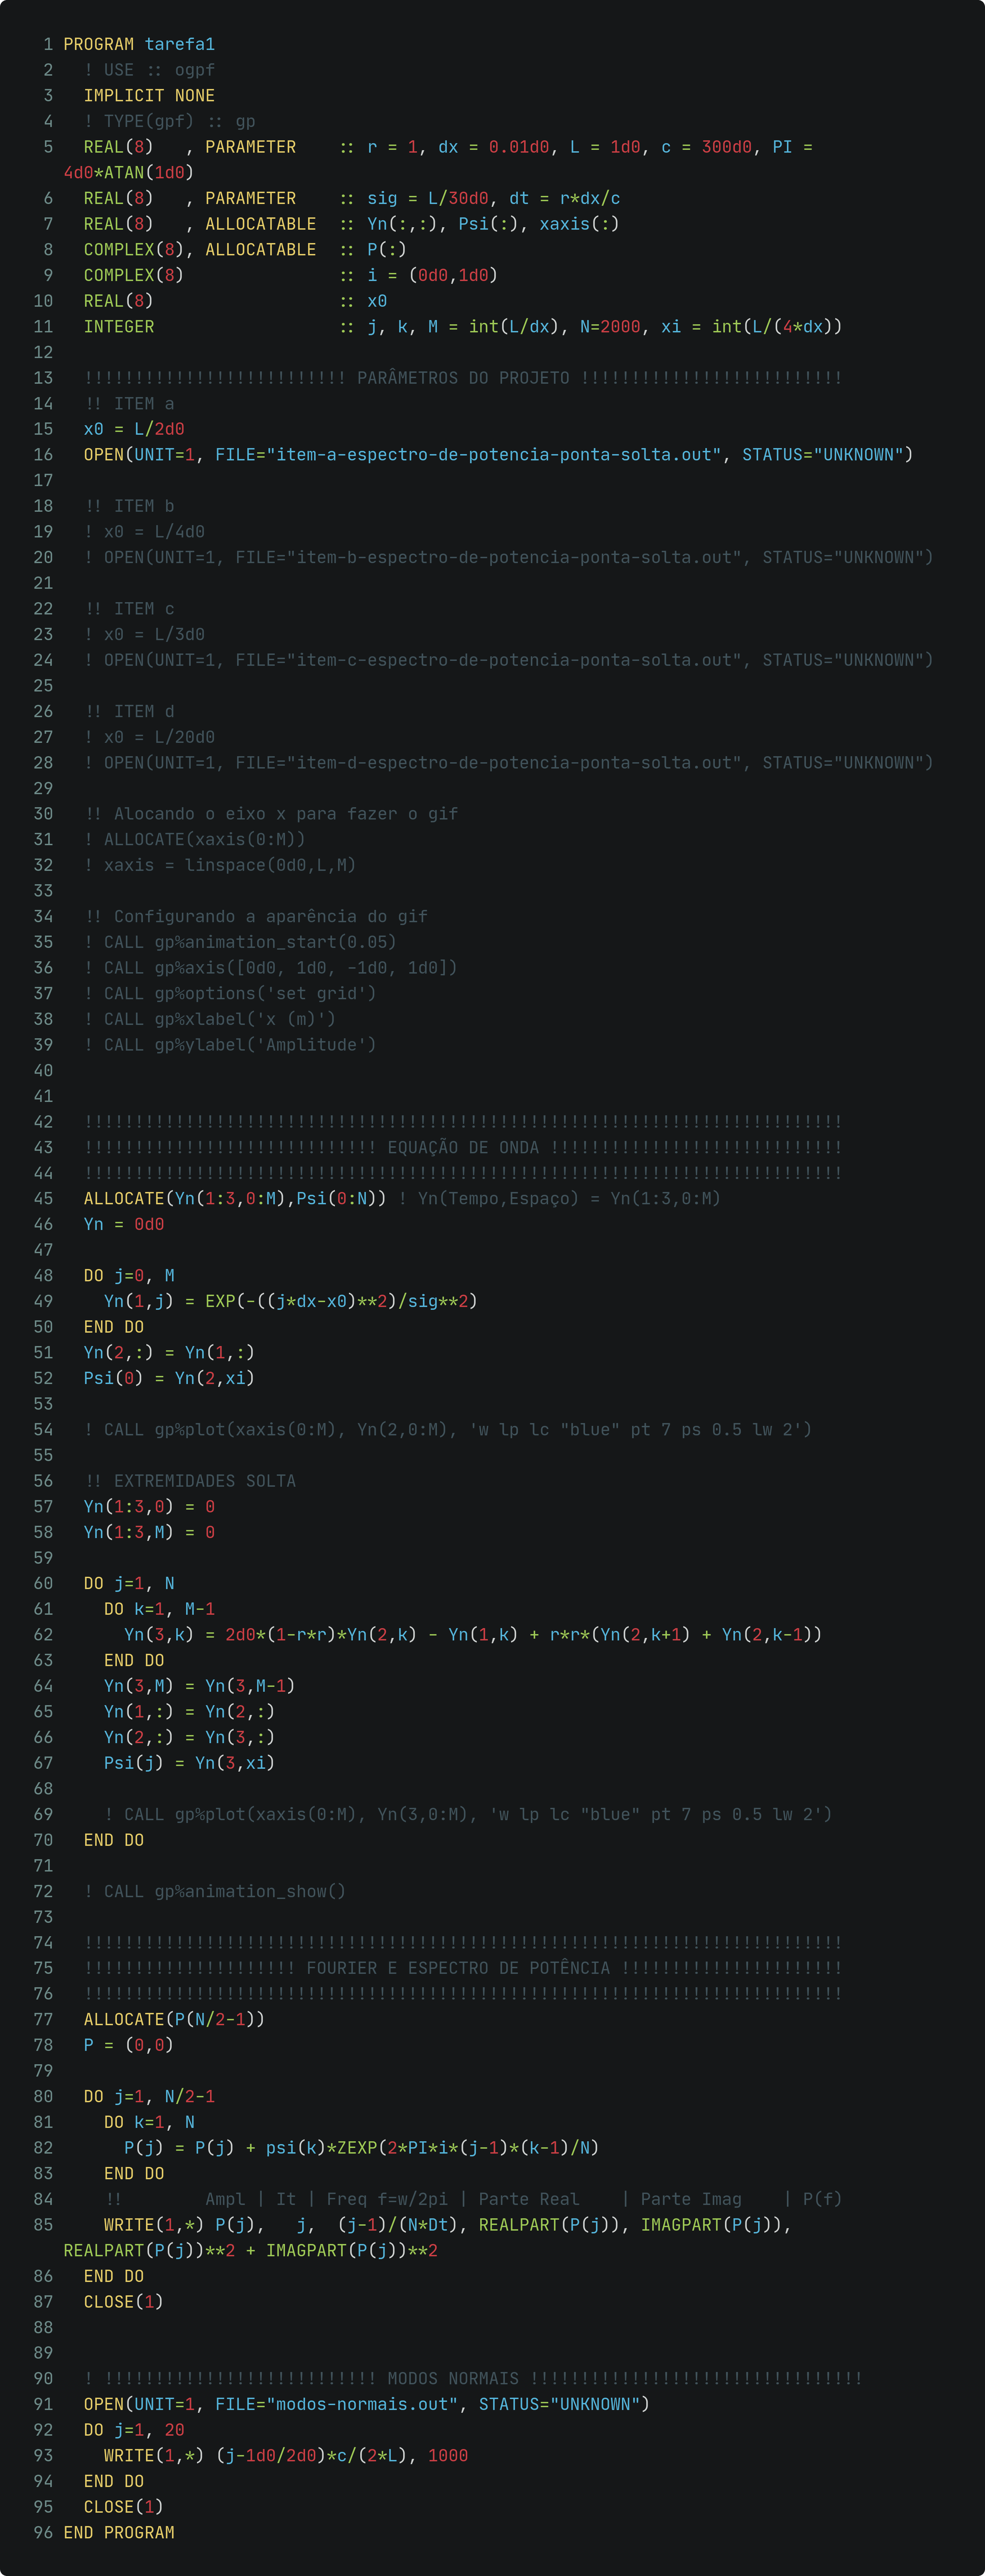 1 PROGRAM tarefa1
2   ! USE :: ogpf
3   IMPLICIT NONE
4   ! TYPE(gpf) :: gp
5   REAL(8)   , PARAMETER    :: r = 1, dx = 0.01d0, L = 1d0, c = 300d0, PI =
4d0*ATAN(1d0)
6   REAL(8)   , PARAMETER    :: sig = L/30d0, dt = r*dx/c
7   REAL(8)   , ALLOCATABLE  :: Yn(:,:), Psi(:), xaxis(:)
8   COMPLEX(8), ALLOCATABLE  :: P(:)
9   COMPLEX(8)               :: i = (0d0,1d0)
10   REAL(8)                  :: x0
11   INTEGER                  :: j, k, M = int(L/dx), N=2000, xi = int(L/(4*dx))
12
13   !!!!!!!!!!!!!!!!!!!!!!!!!! PARÂMETROS DO PROJETO !!!!!!!!!!!!!!!!!!!!!!!!!!
14   !! ITEM a
15   x0 = L/2d0
16   OPEN(UNIT=1, FILE="item-a-espectro-de-potencia-ponta-solta.out", STATUS="UNKNOWN")
17
18   !! ITEM b
19   ! x0 = L/4d0
20   ! OPEN(UNIT=1, FILE="item-b-espectro-de-potencia-ponta-solta.out", STATUS="UNKNOWN")
21
22   !! ITEM c
23   ! x0 = L/3d0
24   ! OPEN(UNIT=1, FILE="item-c-espectro-de-potencia-ponta-solta.out", STATUS="UNKNOWN")
25
26   !! ITEM d
27   ! x0 = L/20d0
28   ! OPEN(UNIT=1, FILE="item-d-espectro-de-potencia-ponta-solta.out", STATUS="UNKNOWN")
29
30   !! Alocando o eixo x para fazer o gif
31   ! ALLOCATE(xaxis(0:M))
32   ! xaxis = linspace(0d0,L,M)
33
34   !! Configurando a aparência do gif
35   ! CALL gp%animation_start(0.05)
36   ! CALL gp%axis([0d0, 1d0, -1d0, 1d0])
37   ! CALL gp%options('set grid')
38   ! CALL gp%xlabel('x (m)')
39   ! CALL gp%ylabel('Amplitude')
40
41
42   !!!!!!!!!!!!!!!!!!!!!!!!!!!!!!!!!!!!!!!!!!!!!!!!!!!!!!!!!!!!!!!!!!!!!!!!!!!
43   !!!!!!!!!!!!!!!!!!!!!!!!!!!!! EQUAÇÃO DE ONDA !!!!!!!!!!!!!!!!!!!!!!!!!!!!!
44   !!!!!!!!!!!!!!!!!!!!!!!!!!!!!!!!!!!!!!!!!!!!!!!!!!!!!!!!!!!!!!!!!!!!!!!!!!!
45   ALLOCATE(Yn(1:3,0:M),Psi(0:N)) ! Yn(Tempo,Espaço) = Yn(1:3,0:M)
46   Yn = 0d0
47
48   DO j=0, M
49     Yn(1,j) = EXP(-((j*dx-x0)**2)/sig**2)
50   END DO
51   Yn(2,:) = Yn(1,:)
52   Psi(0) = Yn(2,xi)
53
54   ! CALL gp%plot(xaxis(0:M), Yn(2,0:M), 'w lp lc "blue" pt 7 ps 0.5 lw 2')
55
56   !! EXTREMIDADES SOLTA
57   Yn(1:3,0) = 0
58   Yn(1:3,M) = 0
59
60   DO j=1, N
61     DO k=1, M-1
62       Yn(3,k) = 2d0*(1-r*r)*Yn(2,k) - Yn(1,k) + r*r*(Yn(2,k+1) + Yn(2,k-1))
63     END DO
64     Yn(3,M) = Yn(3,M-1)
65     Yn(1,:) = Yn(2,:)
66     Yn(2,:) = Yn(3,:)
67     Psi(j) = Yn(3,xi)
68
69     ! CALL gp%plot(xaxis(0:M), Yn(3,0:M), 'w lp lc "blue" pt 7 ps 0.5 lw 2')
70   END DO
71
72   ! CALL gp%animation_show()
73
74   !!!!!!!!!!!!!!!!!!!!!!!!!!!!!!!!!!!!!!!!!!!!!!!!!!!!!!!!!!!!!!!!!!!!!!!!!!!
75   !!!!!!!!!!!!!!!!!!!!! FOURIER E ESPECTRO DE POTÊNCIA !!!!!!!!!!!!!!!!!!!!!!
76   !!!!!!!!!!!!!!!!!!!!!!!!!!!!!!!!!!!!!!!!!!!!!!!!!!!!!!!!!!!!!!!!!!!!!!!!!!!
77   ALLOCATE(P(N/2-1))
78   P = (0,0)
79
80   DO j=1, N/2-1
81     DO k=1, N
82       P(j) = P(j) + psi(k)*ZEXP(2*PI*i*(j-1)*(k-1)/N)
83     END DO
84     !!        Ampl | It | Freq f=w/2pi | Parte Real    | Parte Imag    | P(f)
85     WRITE(1,*) P(j),   j,  (j-1)/(N*Dt), REALPART(P(j)), IMAGPART(P(j)),
REALPART(P(j))**2 + IMAGPART(P(j))**2
86   END DO
87   CLOSE(1)
88
89
90   ! !!!!!!!!!!!!!!!!!!!!!!!!!!! MODOS NORMAIS !!!!!!!!!!!!!!!!!!!!!!!!!!!!!!!!!
91   OPEN(UNIT=1, FILE="modos-normais.out", STATUS="UNKNOWN")
92   DO j=1, 20
93     WRITE(1,*) (j-1d0/2d0)*c/(2*L), 1000
94   END DO
95   CLOSE(1)
96 END PROGRAM